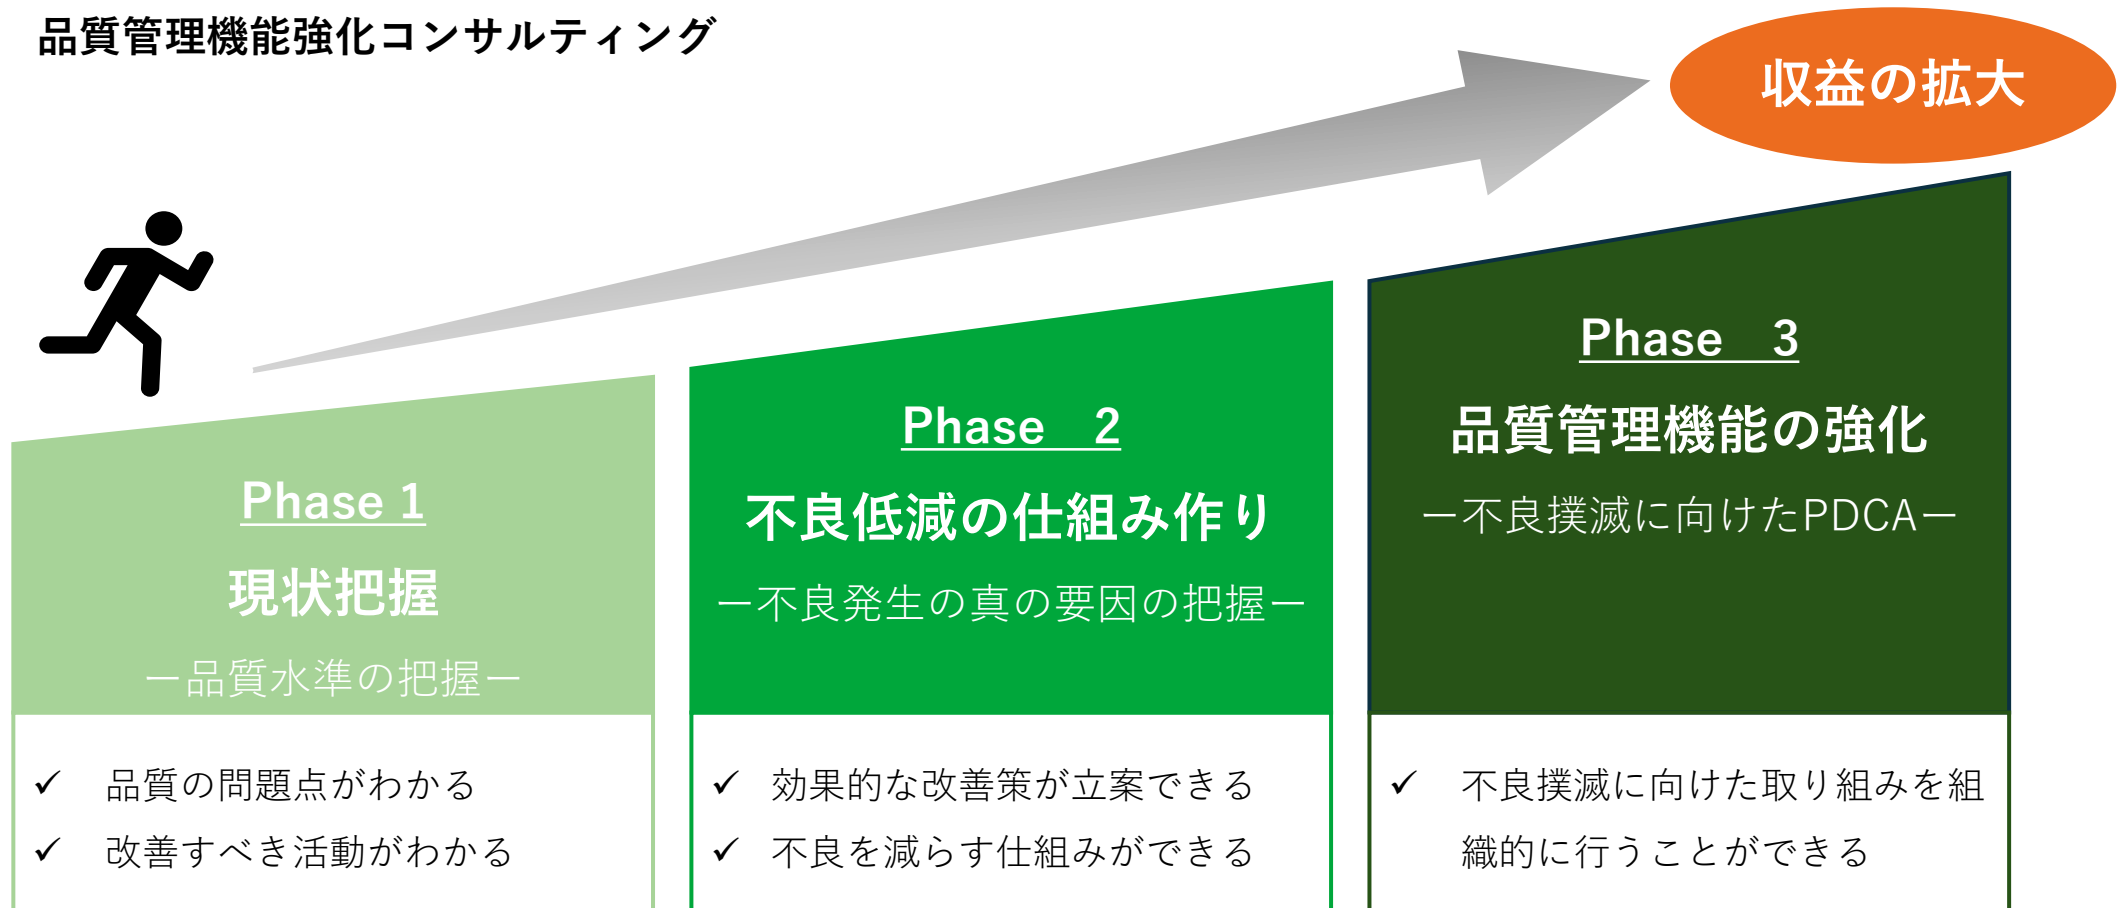 品質管理機能強化コンサルティング
収益の拡大
Phase 1
現状把握
ー品質水準の把握ー
✓ 品質の問題点がわかる
✓ 改善すべき活動がわかる
Phase　2
不良低減の仕組み作り
ー不良発生の真の要因の把握ー
✓ 効果的な改善策が立案できる
✓ 不良を減らす仕組みができる
Phase　3
品質管理機能の強化
ー不良撲滅に向けたPDCAー
✓ 不良撲滅に向けた取り組みを組
織的に行うことができる